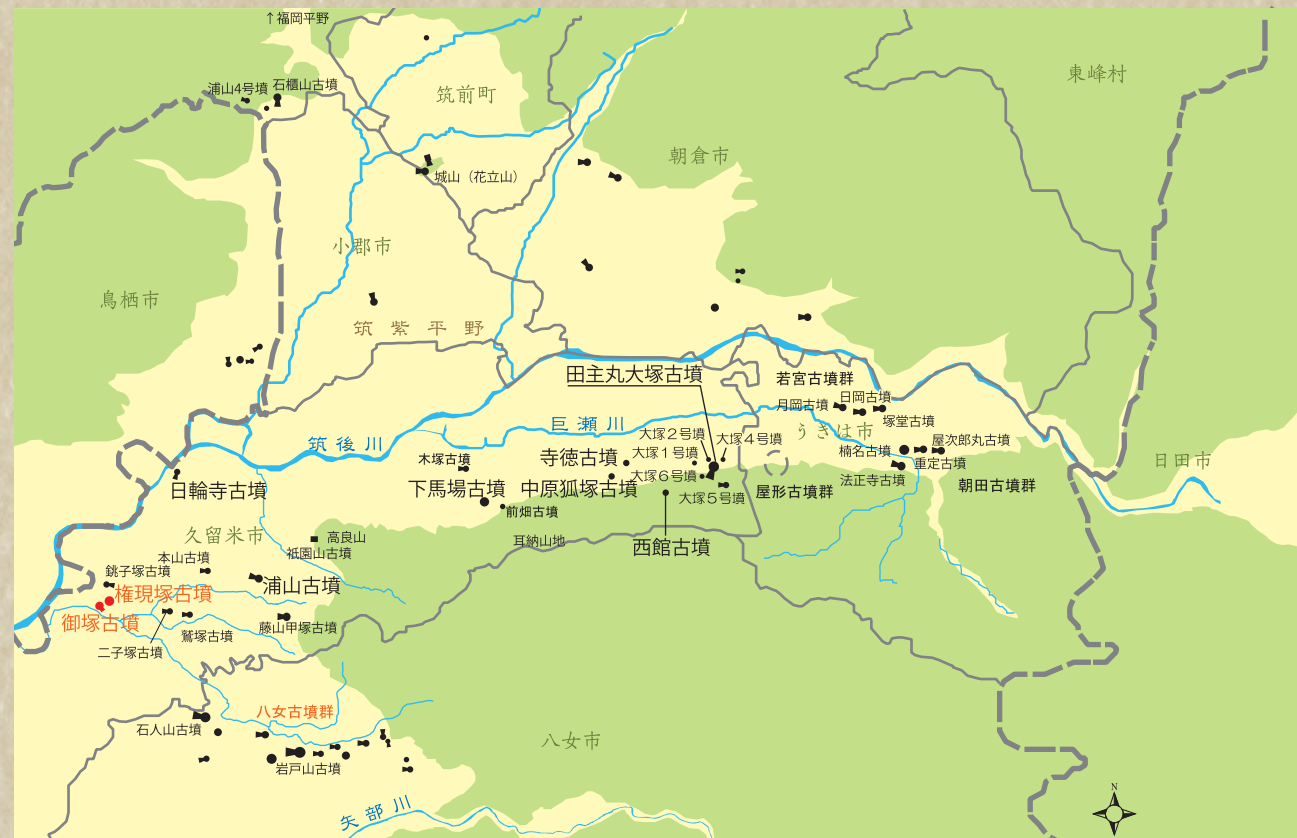 ↑福岡平野
浦山4号墳
石櫃山古墳
筑前町
東峰村
朝倉市
城山（花立山）
小郡市
鳥栖市
筑紫平野
田主丸大塚古墳
若宮古墳群
月岡古墳
日岡古墳
塚堂古墳
巨瀬川
うきは市
筑後川
大塚２号墳
大塚４号墳
大塚１号墳
大塚６号墳
大塚５号墳
寺徳古墳
木塚古墳
楠名古墳
屋次郎丸古墳
重定古墳
法正寺古墳
朝田古墳群
日田市
日輪寺古墳
下馬場古墳
中原狐塚古墳
屋形古墳群
前畑古墳
耳納山地
西館古墳
久留米市
高良山
祇園山古墳
本山古墳
銚子塚古墳
権現塚古墳
浦山古墳
御塚古墳
鷲塚古墳
藤山甲塚古墳
二子塚古墳
八女古墳群
石人山古墳
岩戸山古墳
八女市
矢部川
N